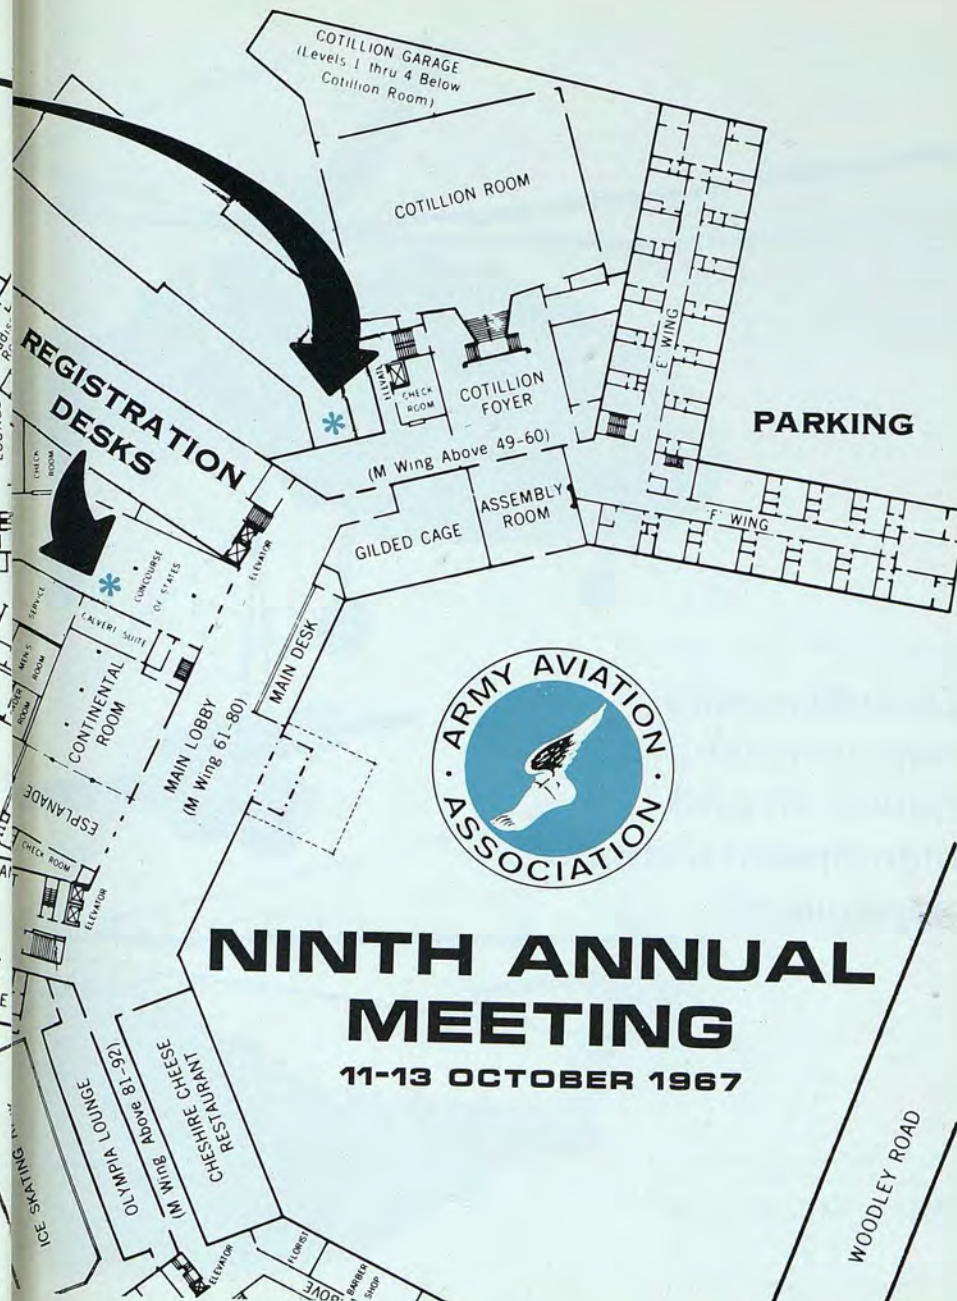 COTILLION GARAGE
(Levels 1 thru 4 Below
Cotillion Room)
COTILLION ROOM
'E' WING
REGISTRATION
DESKS
ELEVATOR
CHECK
ROOM
COTILLION
FOYER
*
PARKING
(M Wing Above 49-60)
GILDED CAGE
ASSEMBLY
ROOM
'F' WING
CHECK
ROOM
ELEVATOR
*
CONCOURSE
OF STATES
SERVICE
CALVERT SUITE
MEN'S
ROOM
ROOM
CONTINENTAL
ROOM
MAIN DESK
MAIN LOBBY
(M Wing 61-80)
ESPLANADE
CHECK ROOM
ELEVATOR
· ARMY AVIATION ·
ASSOCIATION
NINTH ANNUAL
MEETING
11-13 OCTOBER 1967
OLYMPIA LOUNGE
(M Wing Above 81-92)
CHESHIRE CHEESE
RESTAURANT
ICE SKATING
WOODLEY ROAD
ELEVATOR
FLORIST
BARBER
SHOP